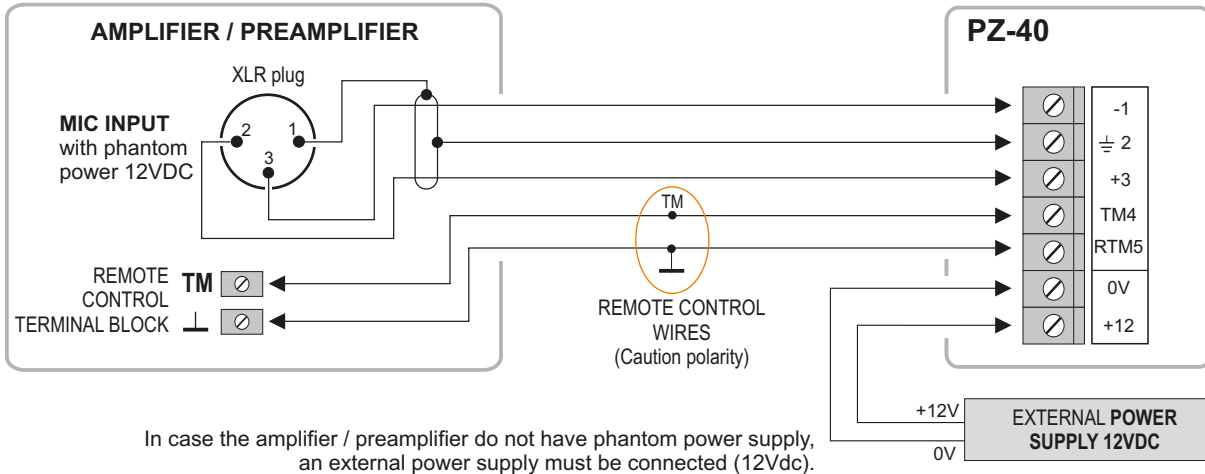 AMPLIFIER / PREAMPLIFIER
XLR plug
MIC INPUT
with phantom
power 12VDC
2
1
3
REMOTE
CONTROL
TERMINAL BLOCK
TM
TM
REMOTE CONTROL
WIRES
(Caution polarity)
PZ-40
-1
2
+3
TM4
RTM5
0V
+12
+12V
0V
EXTERNAL POWER
SUPPLY 12VDC
In case the amplifier / preamplifier do not have phantom power supply,
an external power supply must be connected (12Vdc).